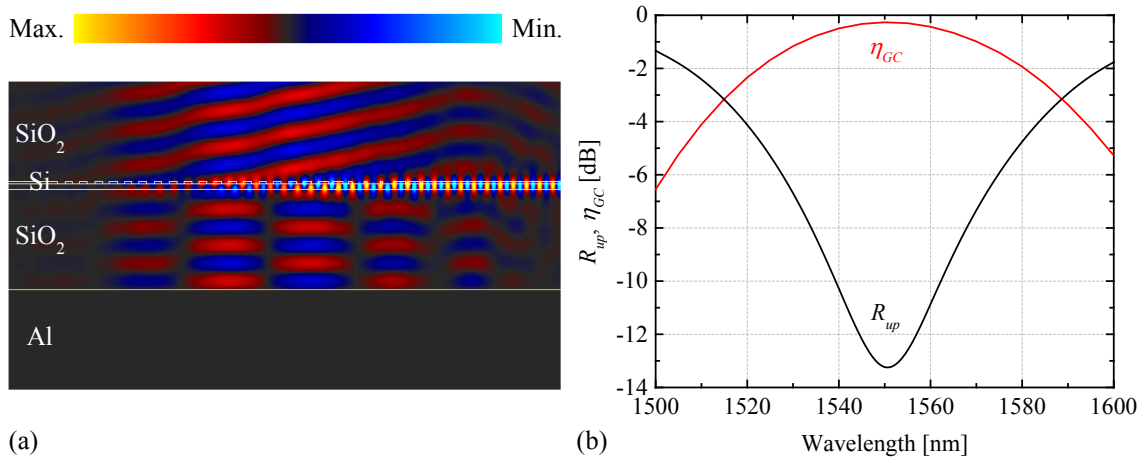 Max.
Min.
SiO2
Si
SiO2
Al
(a)
0
-2
-4
-6
-8
-10
-12
-14
Rup, ηGC [dB]
ηGC
Rup
1500
1520
1540
1560
1580
1600
Wavelength [nm]
(b)